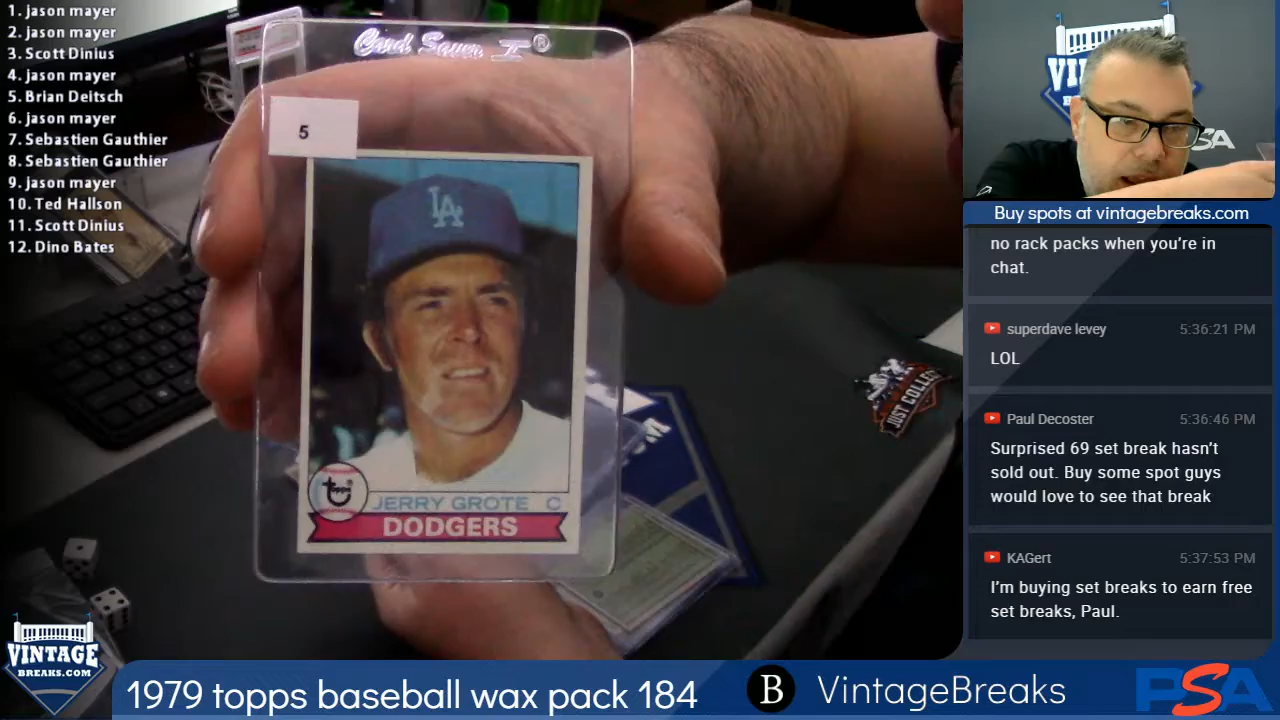 1. jason mayer
2. jason mayer
3. Scott Dinius
4. jason mayer
5. Brian Deitsch
6. jason mayer
7. Sebastien Gauthier
8. Sebastien Gauthier
9. jason mayer
10. Ted Hallson
11. Scott Dinius
12. Dino Bates
Card Saver I®
5
LA
Topps
JERRY GROTE C
DODGERS
JUST COLLECT
VINTAGE
BREAKS.COM
1979 topps baseball wax pack 184
B VintageBreaks
PSA
VIN
SA
Buy spots at vintagebreaks.com
no rack packs when you're in
chat.
superdave levey 5:36:21 PM
LOL
Paul Decoster 5:36:46 PM
Surprised 69 set break hasn't
sold out. Buy some spot guys
would love to see that break
KAGert 5:37:53 PM
I'm buying set breaks to earn free
set breaks, Paul.